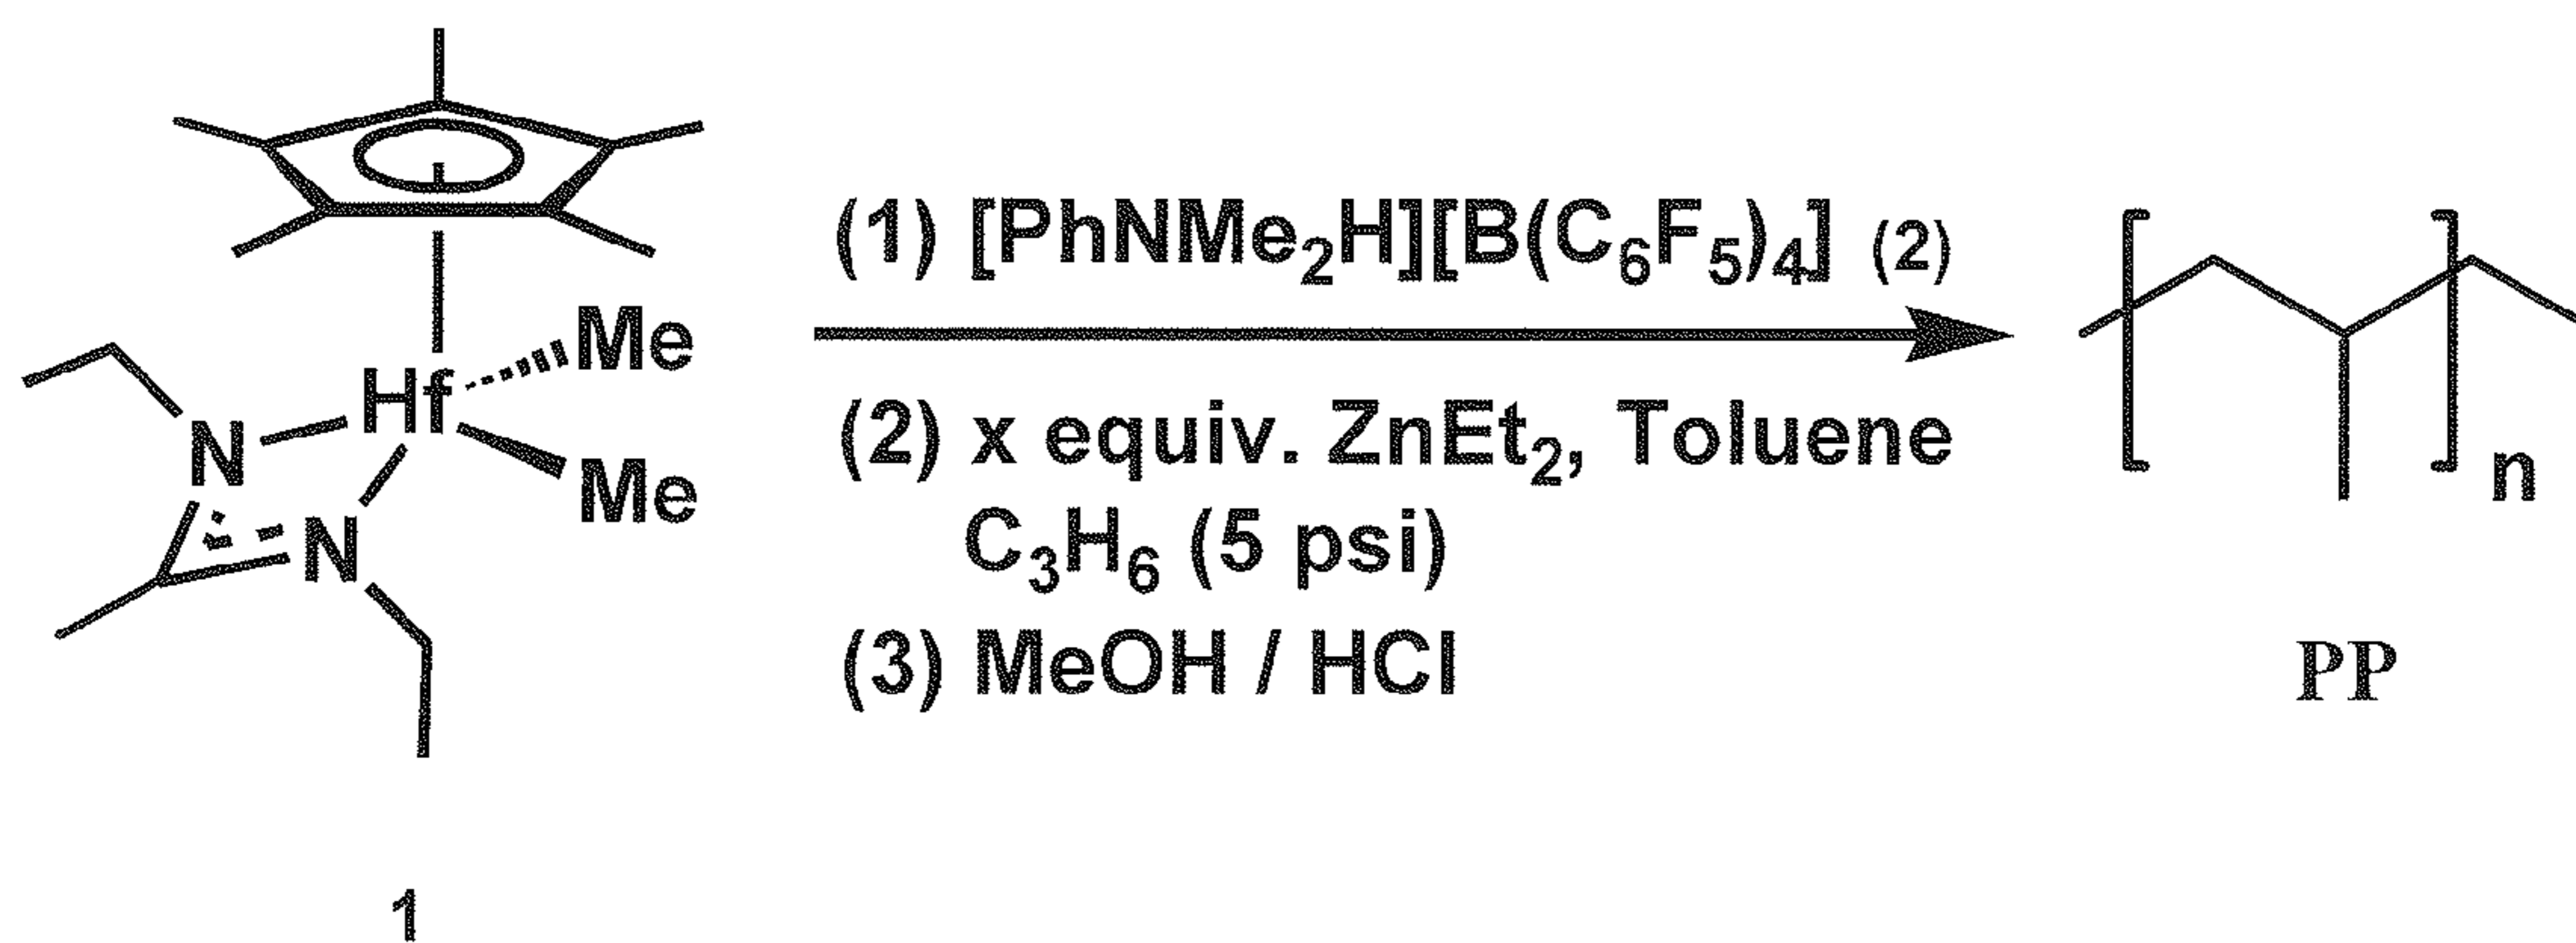 (1) [PhNMe₂H][B(C₆F₅)₄] (2)
Me
Hf
Me
N
N
(2) x equiv. ZnEt₂, Toluene
C₃H₆ (5 psi)
(3) MeOH / HCl
n
PP
1